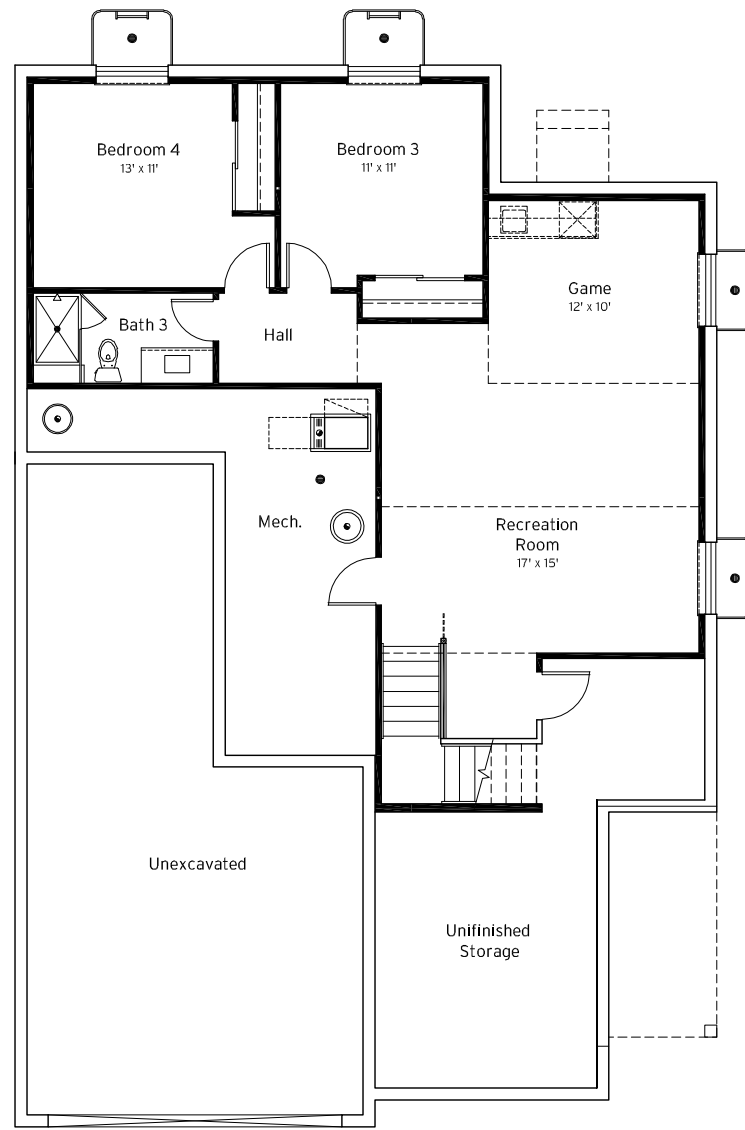 Bedroom 4
13' x 11'
Bedroom 3
11' x 11'
Game
12' x 10'
Bath 3
Hall
Mech.
Recreation
Room
17' x 15'
Unexcavated
Unifinished
Storage